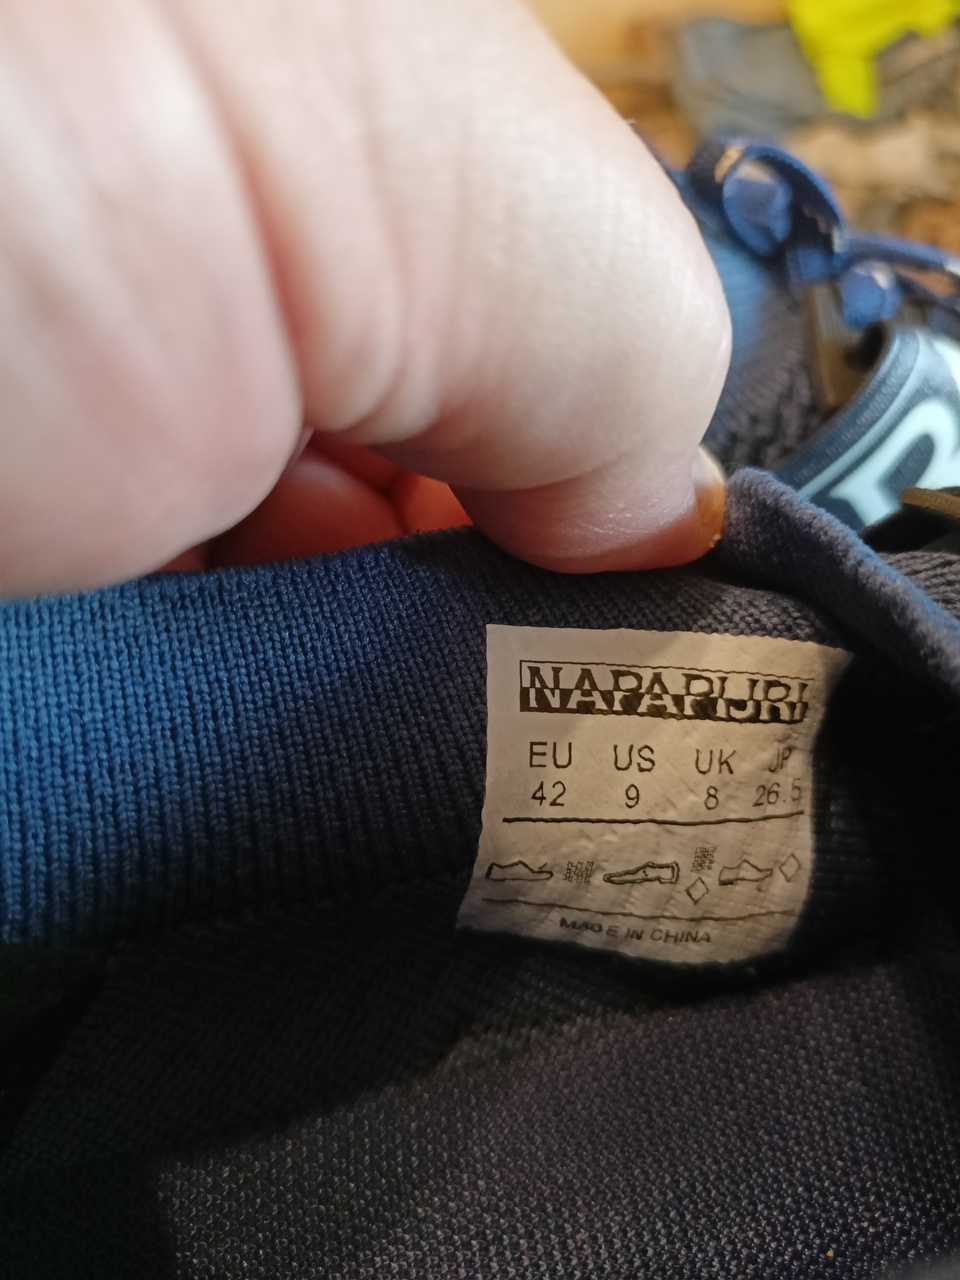 NAPAPIJRI
EU US UK JP
42 9 8 26.5
MADE IN CHINA